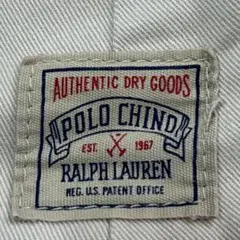 AUTHENTIC DRY GOODS
POLO CHINO
EST. 1967
RALPH LAUREN
REG. U.S. PATENT OFFICE